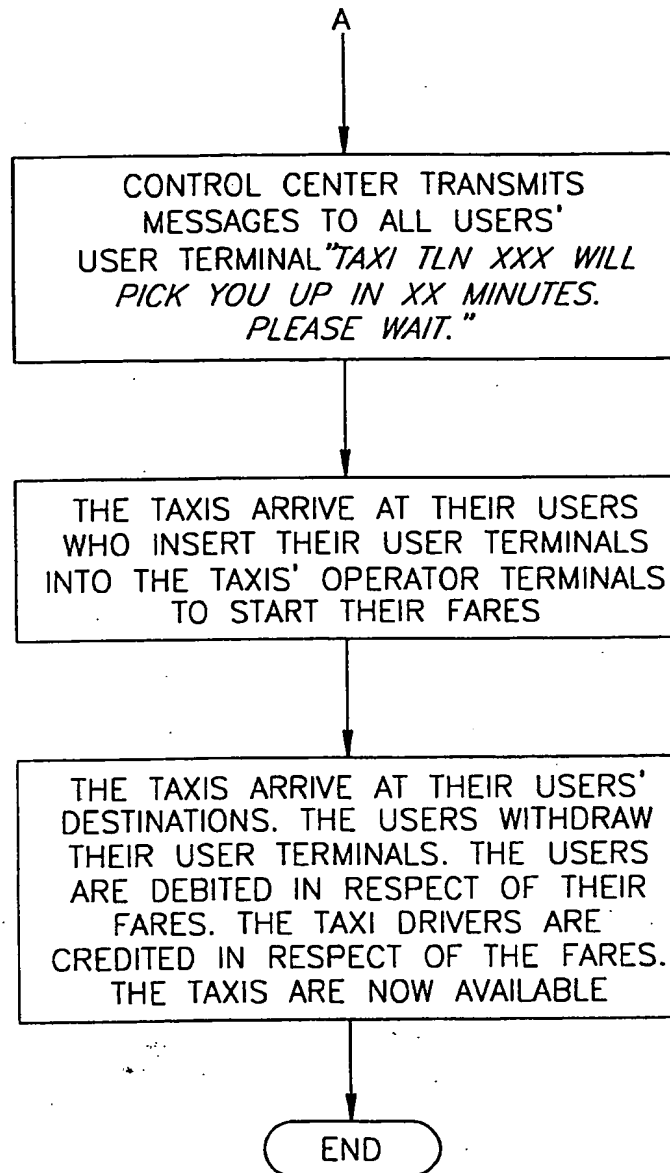 A
CONTROL CENTER TRANSMITS
MESSAGES TO ALL USERS'
USER TERMINAL "TAXI TLN XXX WILL
PICK YOU UP IN XX MINUTES.
PLEASE WAIT."
THE TAXIS ARRIVE AT THEIR USERS
WHO INSERT THEIR USER TERMINALS
INTO THE TAXIS' OPERATOR TERMINALS
TO START THEIR FARES
THE TAXIS ARRIVE AT THEIR USERS'
DESTINATIONS. THE USERS WITHDRAW
THEIR USER TERMINALS. THE USERS
ARE DEBITED IN RESPECT OF THEIR
FARES. THE TAXI DRIVERS ARE
CREDITED IN RESPECT OF THE FARES.
THE TAXIS ARE NOW AVAILABLE
END